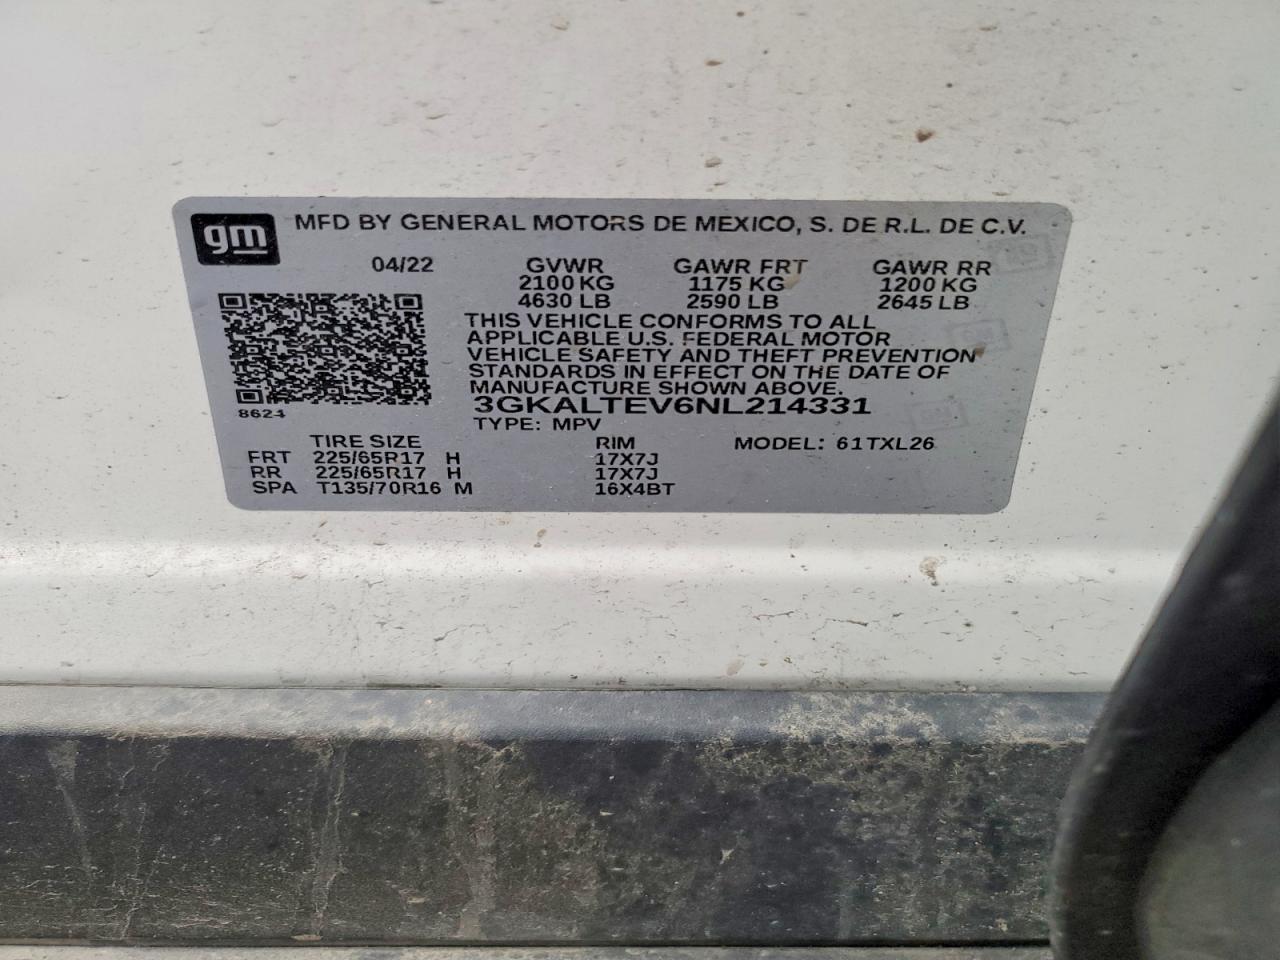 gm MFD BY GENERAL MOTORS DE MEXICO, S. DE R.L. DE C.V.
04/22 GVWR GAWR FRT GAWR RR
2100 KG 1175 KG 1200 KG
4630 LB 2590 LB 2645 LB
THIS VEHICLE CONFORMS TO ALL
APPLICABLE U.S. FEDERAL MOTOR
VEHICLE SAFETY AND THEFT PREVENTION
STANDARDS IN EFFECT ON THE DATE OF
MANUFACTURE SHOWN ABOVE.
8624 3GKALTEV6NL214331
TYPE: MPV
TIRE SIZE RIM MODEL: 61TXL26
FRT 225/65R17 H 17X7J
RR 225/65R17 H 17X7J
SPA T135/70R16 M 16X4BT